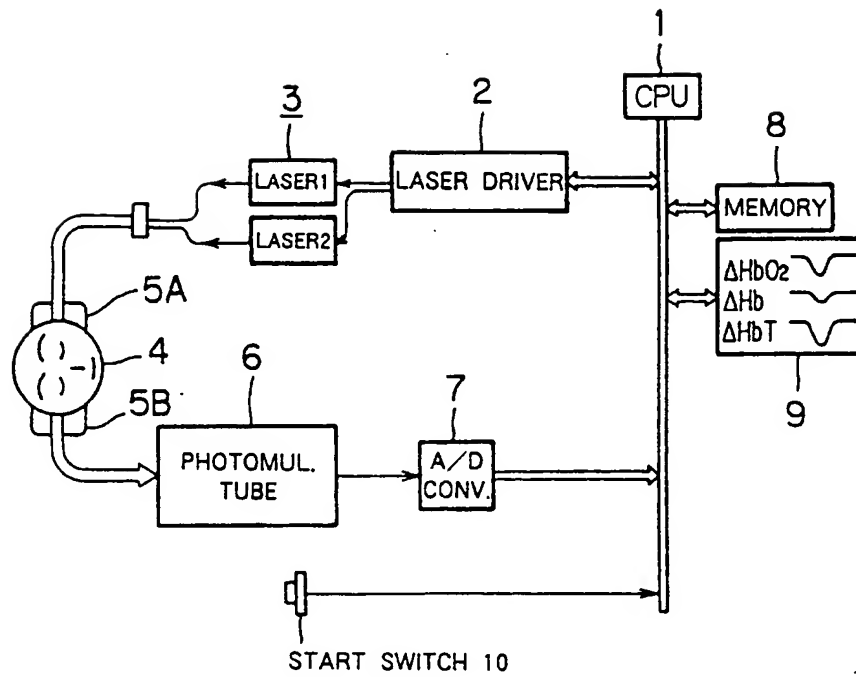 1
CPU
2
3
LASER DRIVER
LASER1
LASER2
8
MEMORY
ΔHbO2
ΔHb
ΔHbT
9
5A
4
5B
6
PHOTOMUL.
TUBE
7
A/D
CONV.
START SWITCH 10